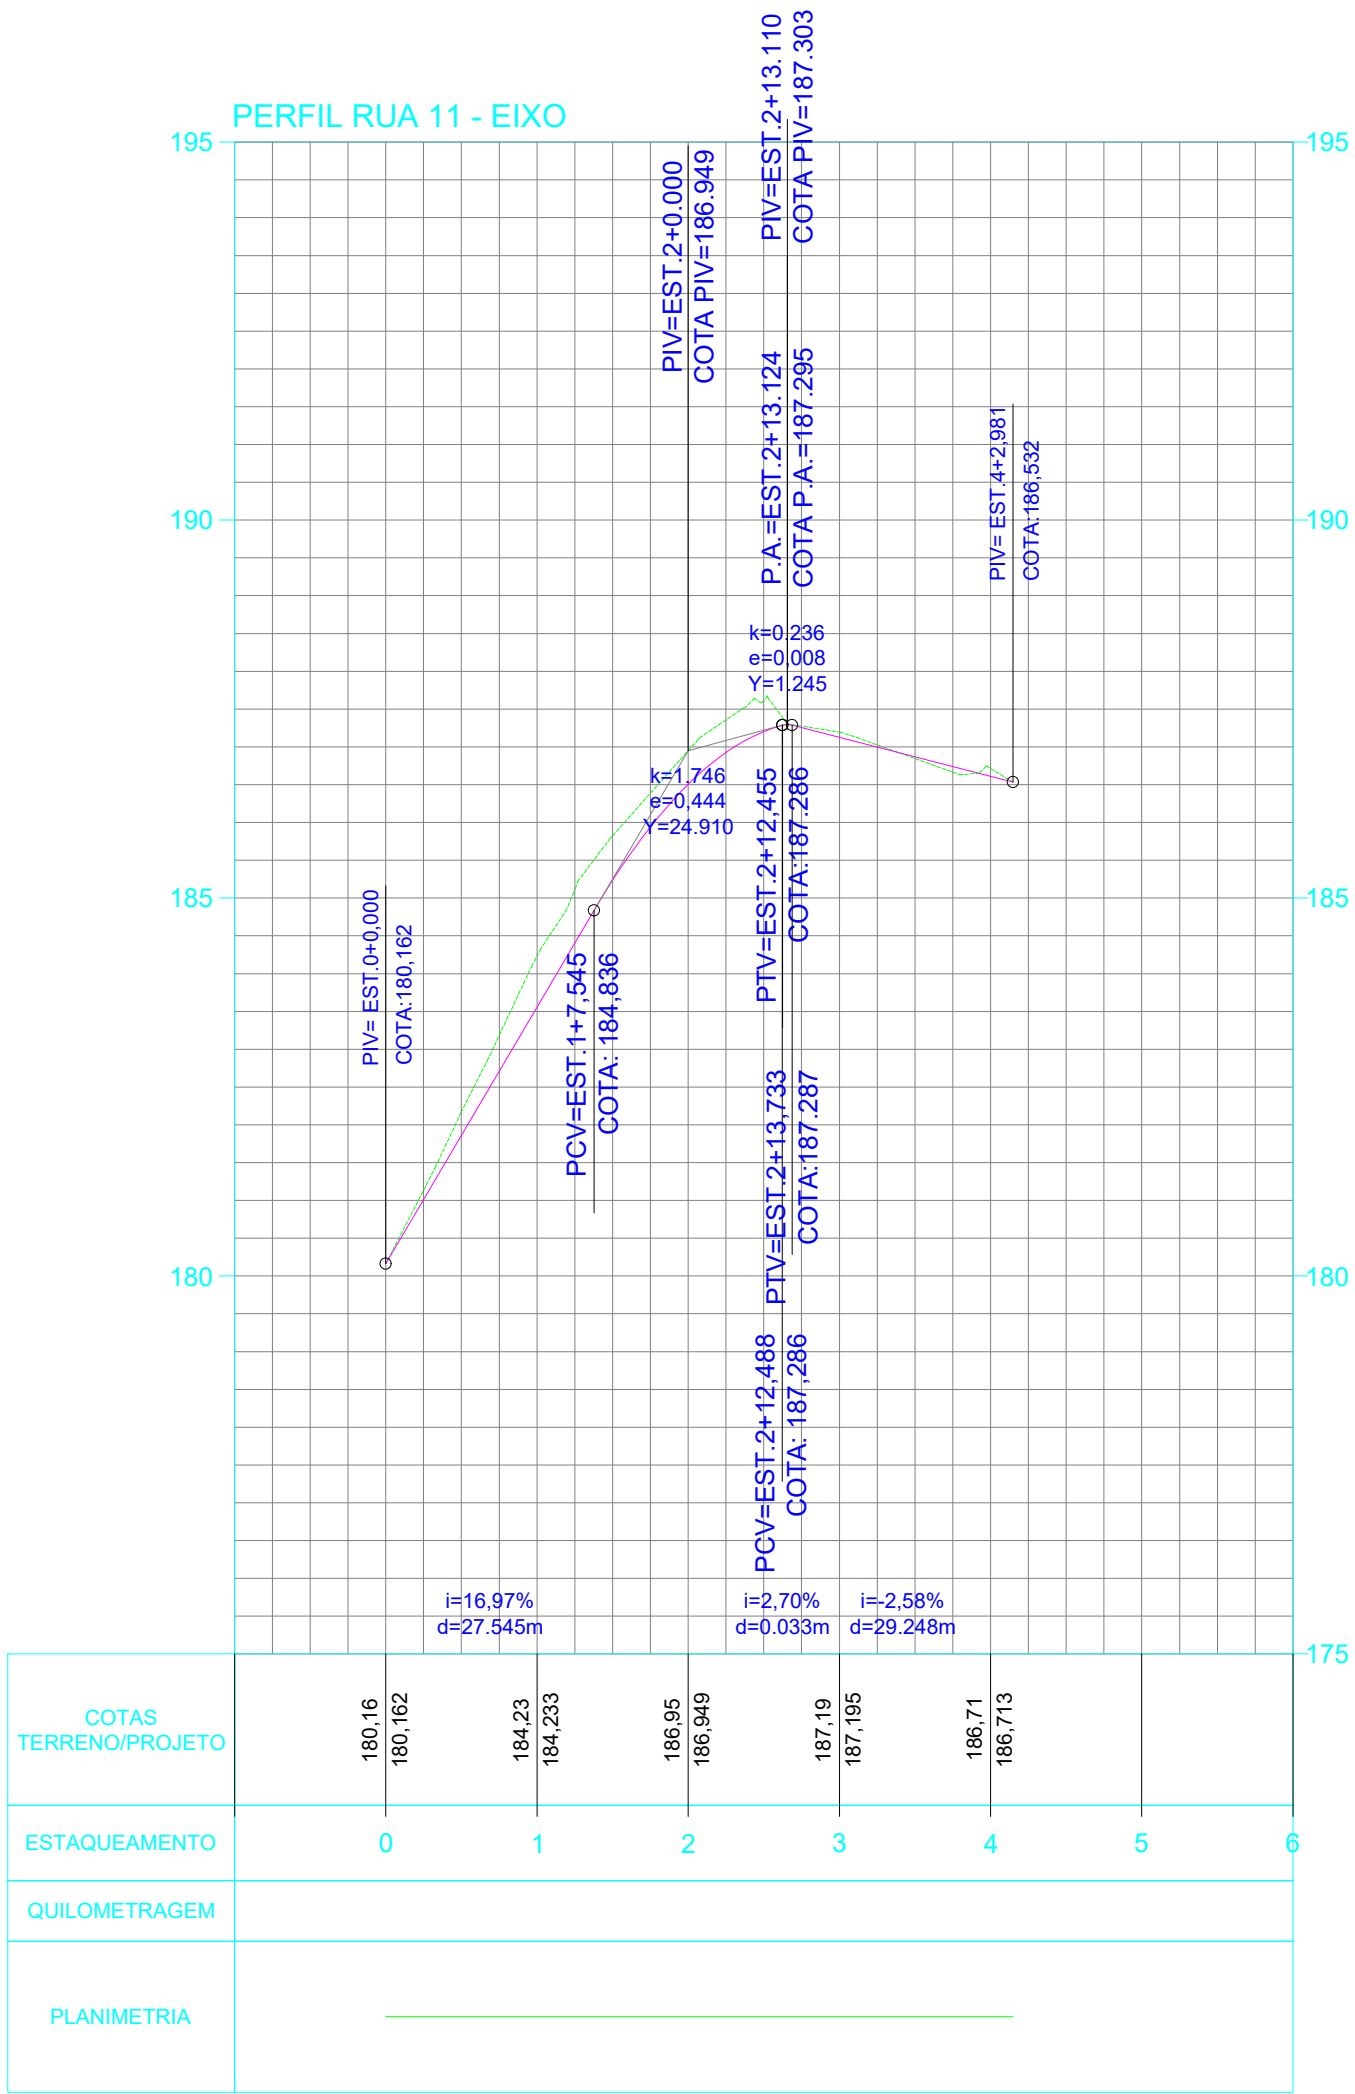 PERFIL RUA 11 - EIXO
195
195
190
190
185
180
180
175
PIV=EST.2+0.000
COTA PIV=186.949
PIV=EST.2+13.110
COTA PIV=187.303
P.A.=EST.2+13.124
COTA P.A.=187.295
PIV= EST.4+2,981
COTA:186,532
k=0.236
e=0,008
Y=1.245
k=1.746
e=0,444
Y=24.910
PIV= EST.0+0,000
COTA:180,162
PCV=EST.1+7,545
COTA: 184,836
PTV=EST.2+12,455
COTA:187.286
PTV=EST.2+13,733
COTA:187.287
PCV=EST.2+12,488
COTA: 187,286
i=16,97%
d=27.545m
i=2,70%
d=0.033m
i=-2,58%
d=29.248m
COTAS
TERRENO/PROJETO
180,16
180,162
184,23
184,233
186,95
186,949
187,19
187,195
186,71
186,713
ESTAQUEAMENTO
0 1 2 3 4 5 6
QUILOMETRAGEM
PLANIMETRIA